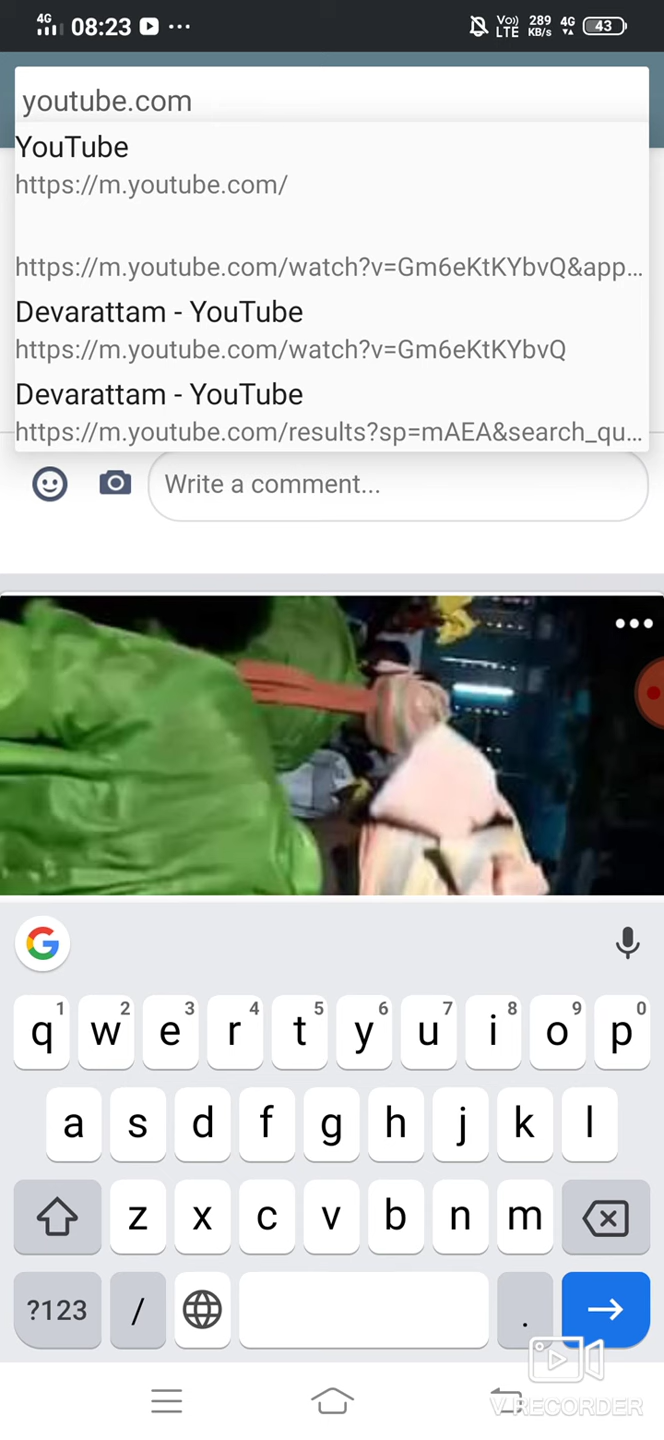 4G 08:23 ... Vo)) LTE 289 KB/s 4G 43
youtube.com
YouTube
https://m.youtube.com/
https://m.youtube.com/watch?v=Gm6eKtKYbvQ&app...
Devarattam - YouTube
https://m.youtube.com/watch?v=Gm6eKtKYbvQ
Devarattam - YouTube
https://m.youtube.com/results?sp=mAEA&search_qu...
Write a comment...
G
1 2 3 4 5 6 7 8 9 0
q w e r t y u i o p
a s d f g h j k l
z x c v b n m
?123 / .
V RECORDER